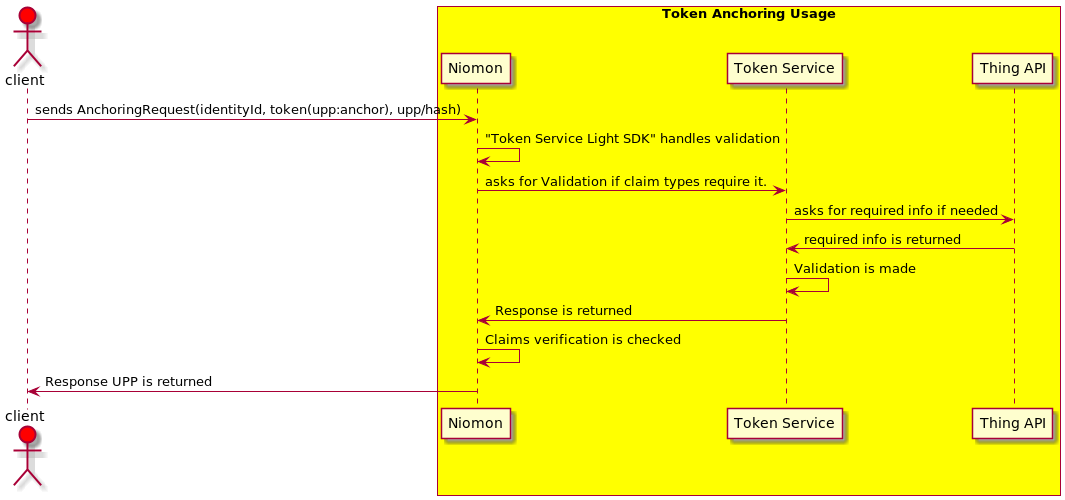 Token Anchoring Usage
client
Niomon
Token Service
Thing API
sends AnchoringRequest(identityId, token(upp:anchor), upp/hash)
"Token Service Light SDK" handles validation
asks for Validation if claim types require it.
asks for required info if needed
required info is returned
Validation is made
Response is returned
Claims verification is checked
Response UPP is returned
client
Niomon
Token Service
Thing API